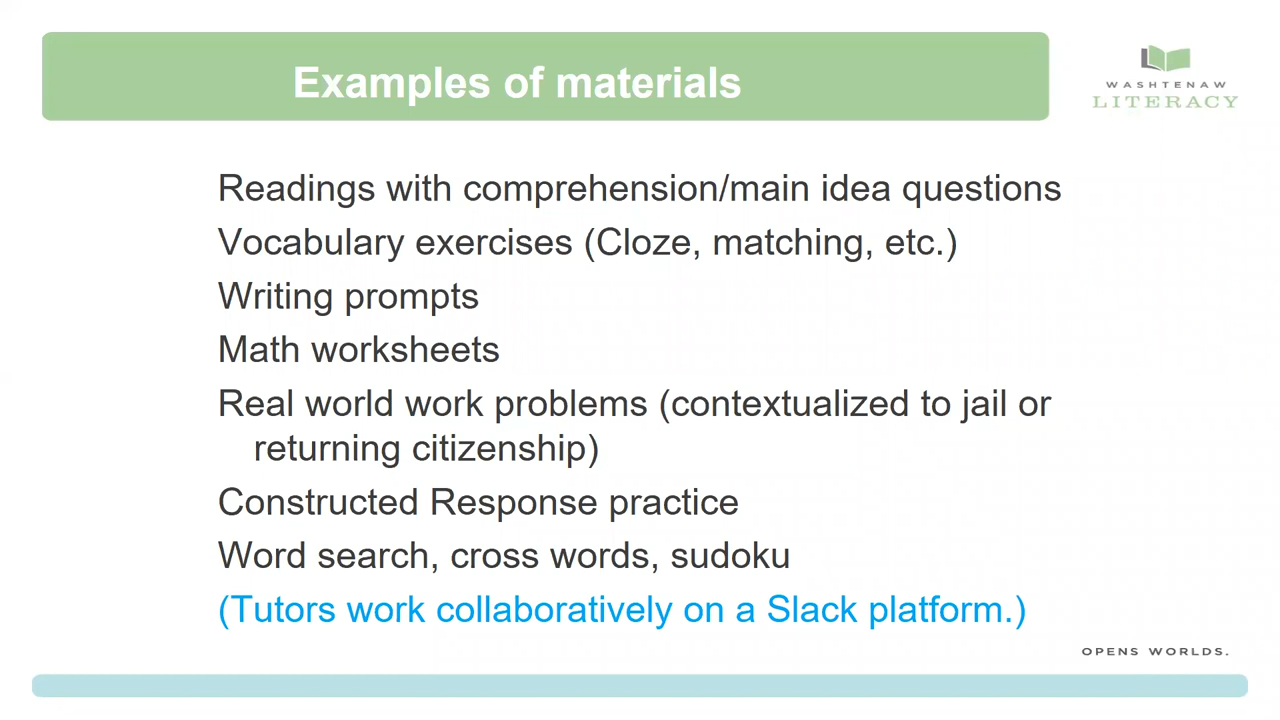 Examples of materials
WASHTENAW
LITERACY
Readings with comprehension/main idea questions
Vocabulary exercises (Cloze, matching, etc.)
Writing prompts
Math worksheets
Real world work problems (contextualized to jail or
returning citizenship)
Constructed Response practice
Word search, cross words, sudoku
(Tutors work collaboratively on a Slack platform.)
OPENS WORLDS.